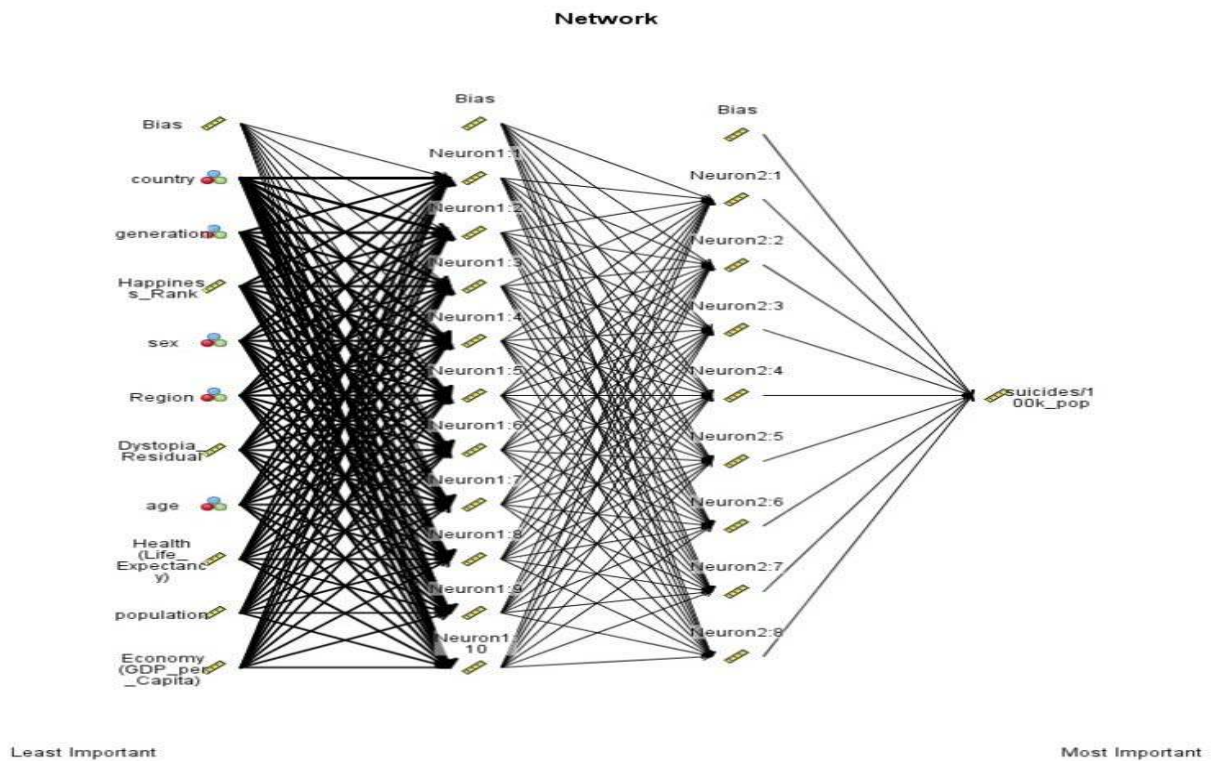 Network
Bias
country
generation
Happines
s_Rank
sex
Region
Dystopia_
Residual
age
Health
(Life_
Expectanc
y)
population
Economy
(GDP_per
_Capita)
Bias
Neuron1:1
Neuron1:2
Neuron1:3
Neuron1:4
Neuron1:5
Neuron1:6
Neuron1:7
Neuron1:8
Neuron1:9
Neuron1:
10
Bias
Neuron2:1
Neuron2:2
Neuron2:3
Neuron2:4
Neuron2:5
Neuron2:6
Neuron2:7
Neuron2:8
suicides/1
00k_pop
Least Important
Most Important